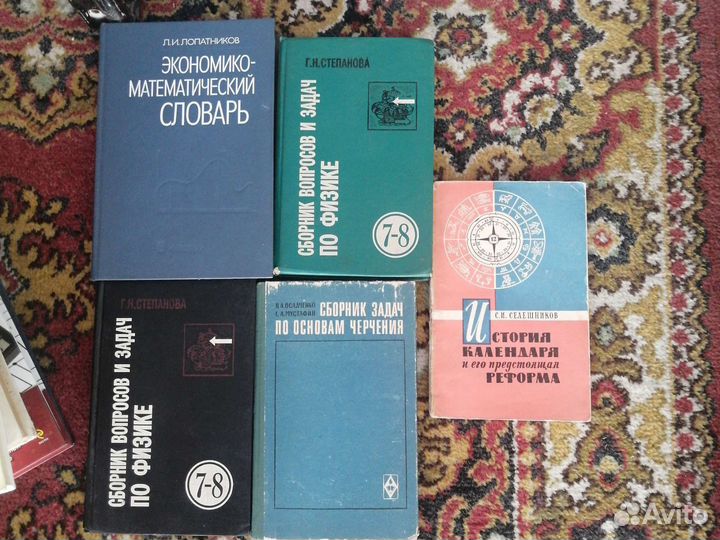 Л.И.ЛОПАТНИКОВ
ЭКОНОМИКО-
МАТЕМАТИЧЕСКИЙ
СЛОВАРЬ
Г.Н.СТЕПАНОВА
СБОРНИК ВОПРОСОВ И ЗАДАЧ
ПО ФИЗИКЕ
7-8
С.И. СЕЛЕШНИКОВ
ИСТОРИЯ
КАЛЕНДАРЯ
и его предстоящая
РЕФОРМА
Г.Н.СТЕПАНОВА
СБОРНИК ВОПРОСОВ И ЗАДАЧ
ПО ФИЗИКЕ
7-8
СБОРНИК ЗАДАЧ
ПО ОСНОВАМ ЧЕРЧЕНИЯ
Avito